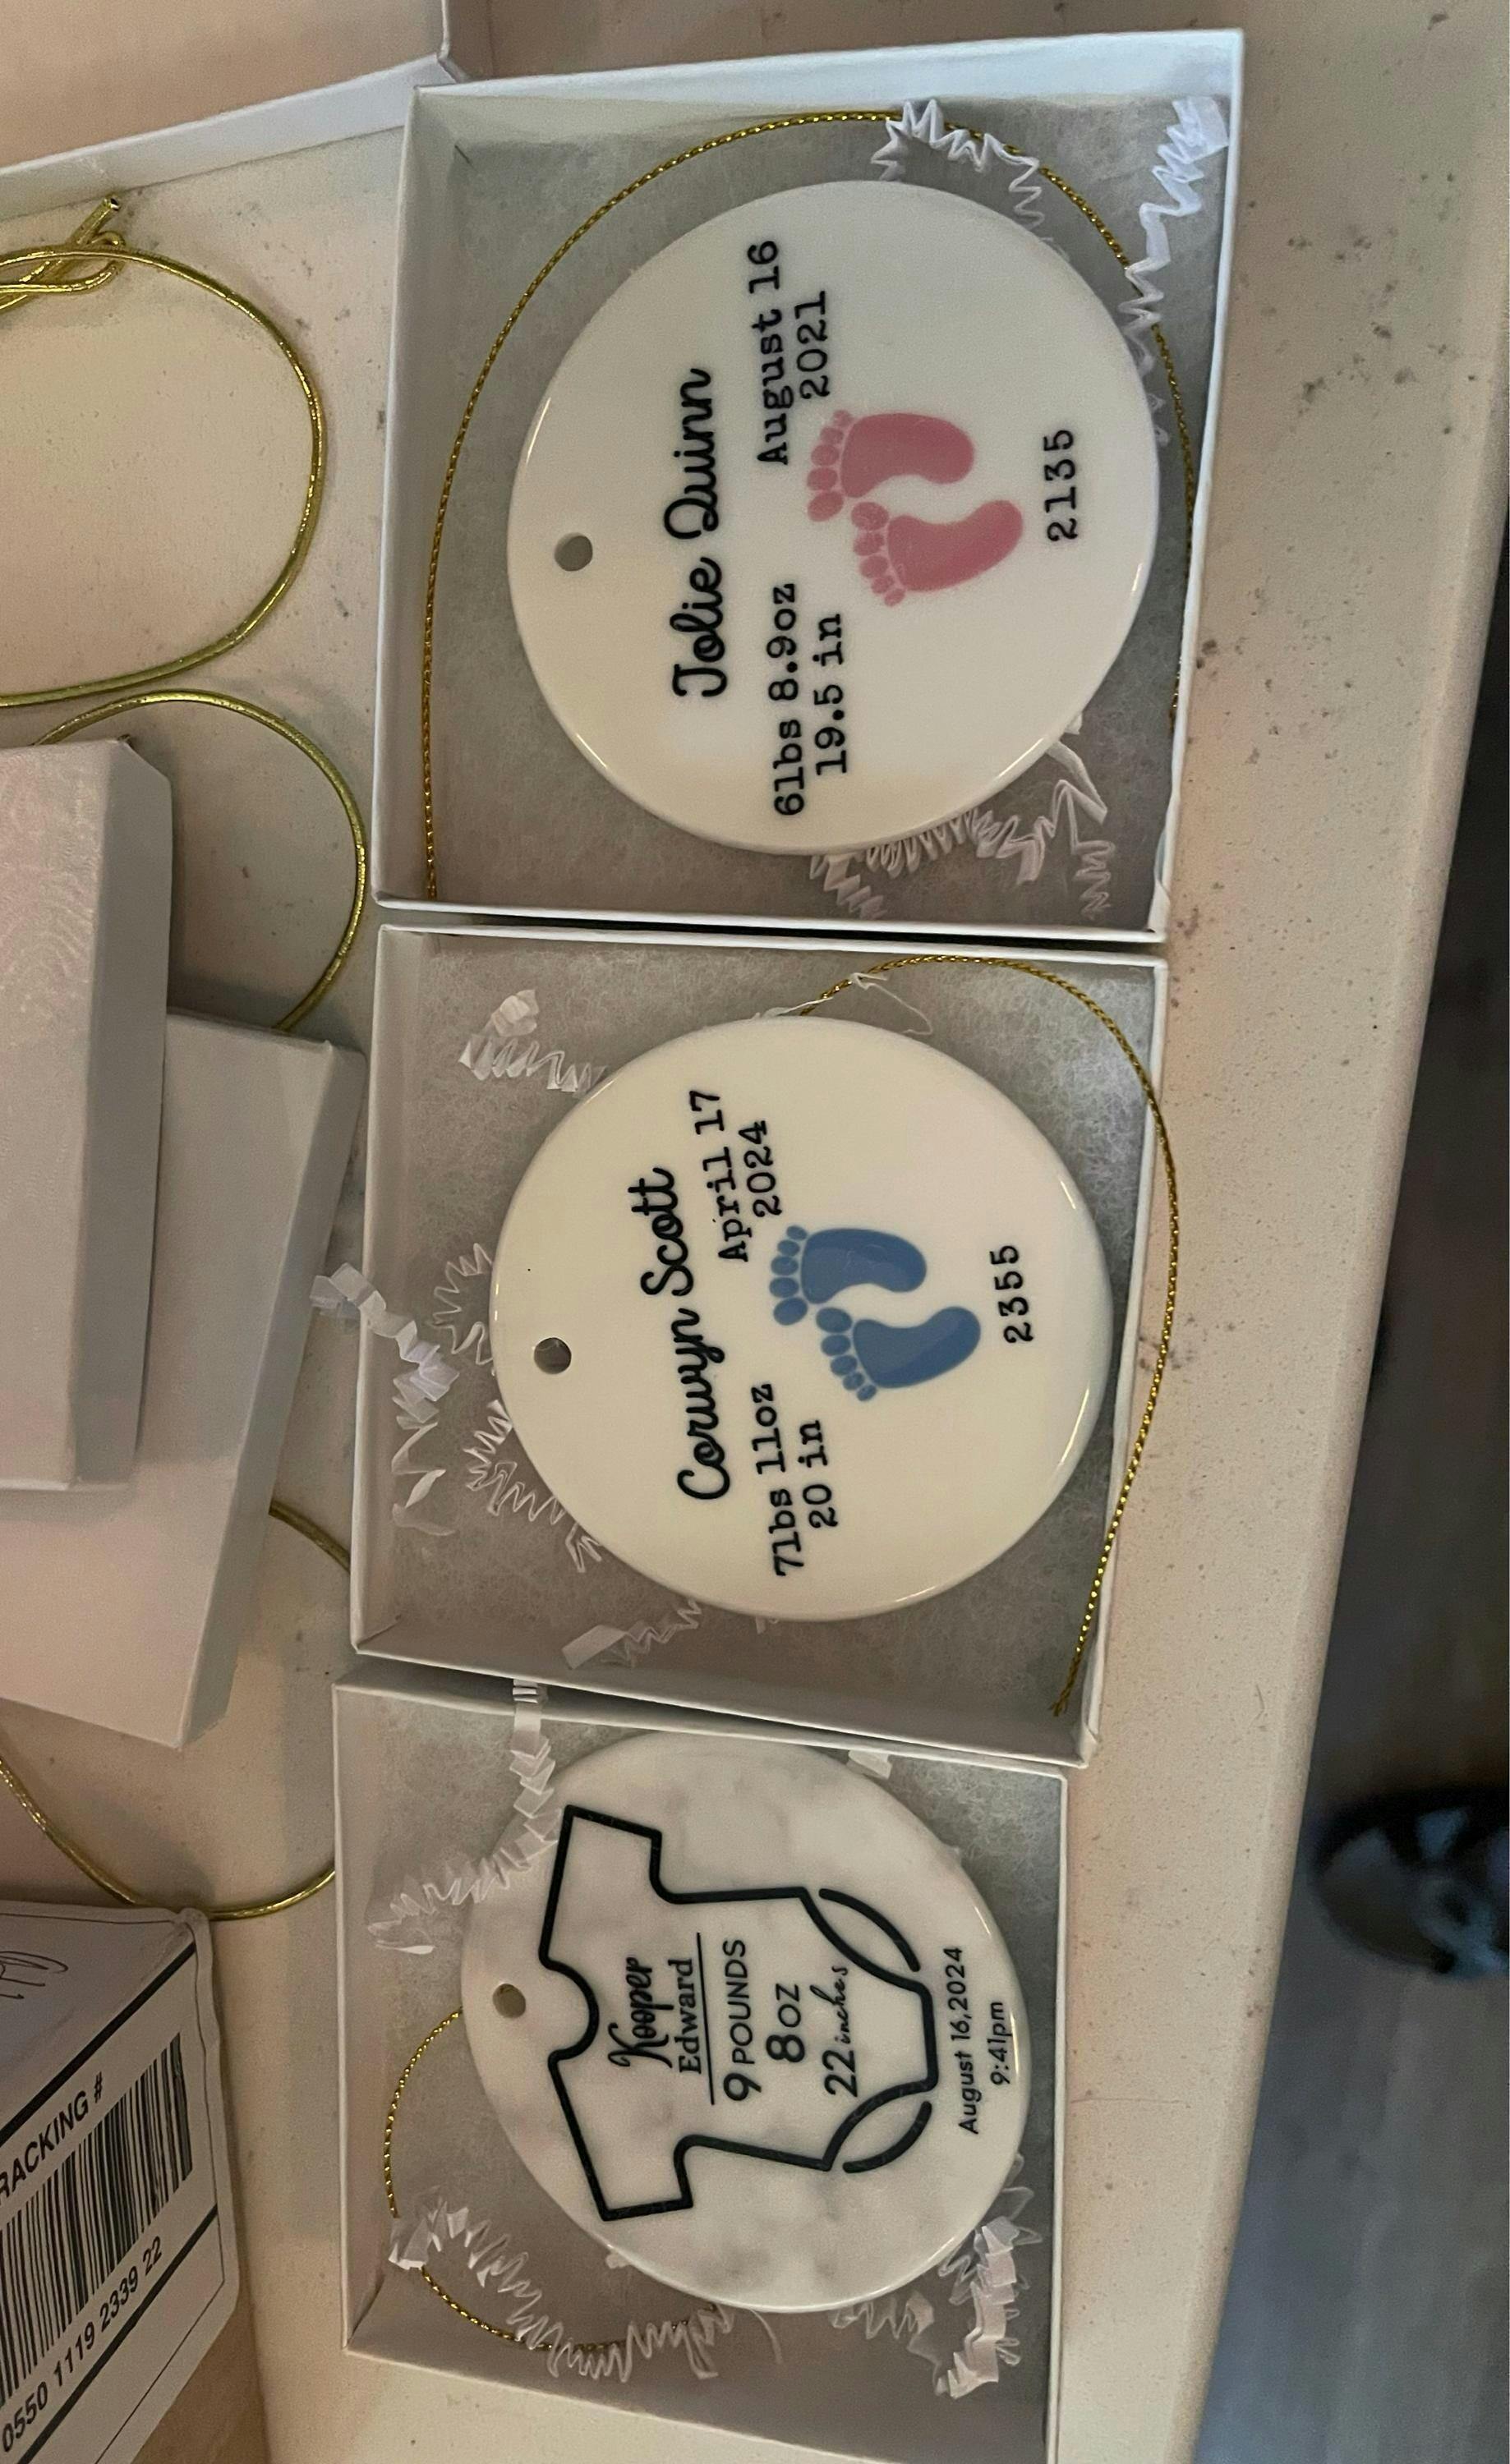 Kooper
Edward
9 POUNDS
8 OZ
22 inches
August 16, 2024
9:41pm
Corwyn Scott
7lbs 11oz
20 in
April 17
2024
2355
Jolie Quinn
6lbs 8.9oz
19.5 in
August 16
2021
2135
RACKING #
0550 1119 2339 22